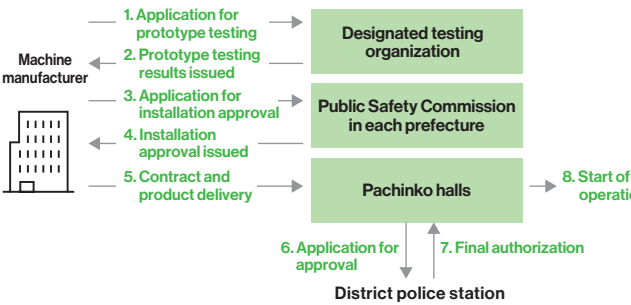 1. Application for
prototype testing
Designated testing
organization
Machine
manufacturer
2. Prototype testing
results issued
3. Application for
installation approval
Public Safety Commission
in each prefecture
4. Installation
approval issued
5. Contract and
product delivery
Pachinko halls
8. Start of
6. Application for
approval
7. Final authorization
District police station